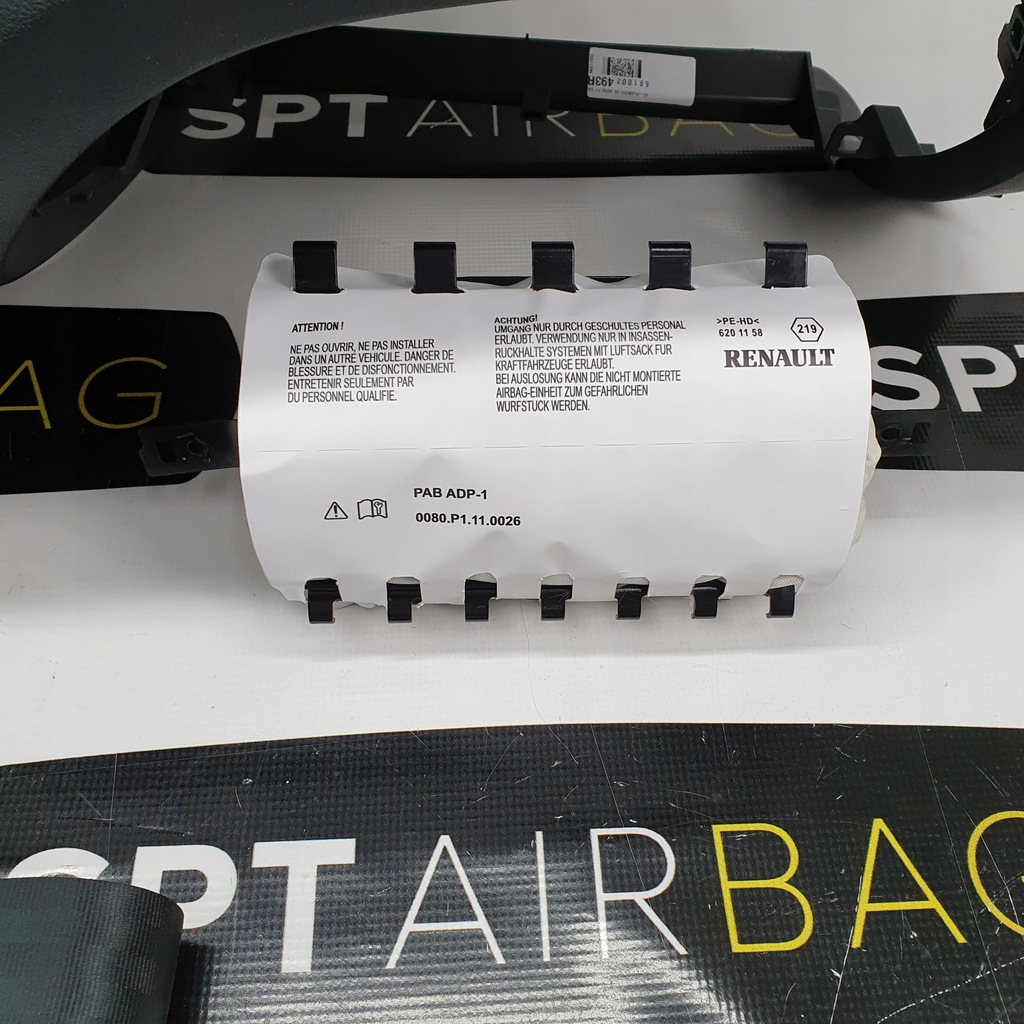 681002
493R
SPT AIRBAG
ATTENTION !
NE PAS OUVRIR, NE PAS INSTALLER
DANS UN AUTRE VEHICULE. DANGER DE
BLESSURE ET DE DISFONCTIONNEMENT.
ENTRETENIR SEULEMENT PAR
DU PERSONNEL QUALIFIE.
ACHTUNG!
UMGANG NUR DURCH GESCHULTES PERSONAL
ERLAUBT. VERWENDUNG NUR IN INSASSEN-
RUCKHALTE SYSTEMEN MIT LUFTSACK FUR
KRAFTFAHRZEUGE ERLAUBT.
BEI AUSLOSUNG KANN DIE NICHT MONTIERTE
AIRBAG-EINHEIT ZUM GEFAHRLICHEN
WURFSTUCK WERDEN.
>PE-HD<
620 11 58
219
RENAULT
AG
SPT
PAB ADP-1
0080.P1.11.0026
SPT AIRBAG